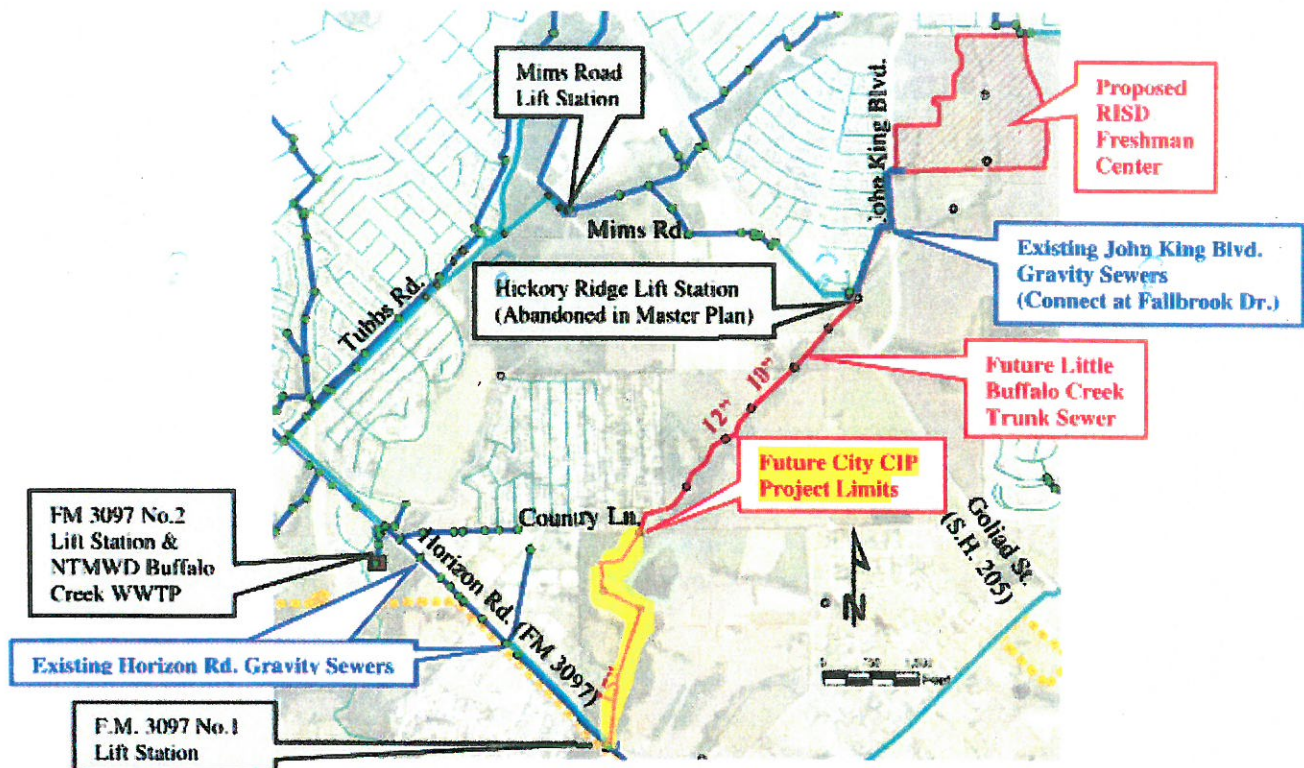 Mims Road
Lift Station
John King Blvd.
Proposed
RISD
Freshman
Center
Mims Rd.
Existing John King Blvd.
Gravity Sewers
(Connect at Fallbrook Dr.)
Hickory Ridge Lift Station
(Abandoned in Master Plan)
Tubbs Rd.
10"
12"
Future Little
Buffalo Creek
Trunk Sewer
Future City CIP
Project Limits
Goliad St.
(S.H. 205)
Country Ln.
FM 3097 No.2
Lift Station &
NTMWD Buffalo
Creek WWTP
Horizon Rd. (FM 3097)
N
Existing Horizon Rd. Gravity Sewers
0
Feet
F.M. 3097 No.1
Lift Station